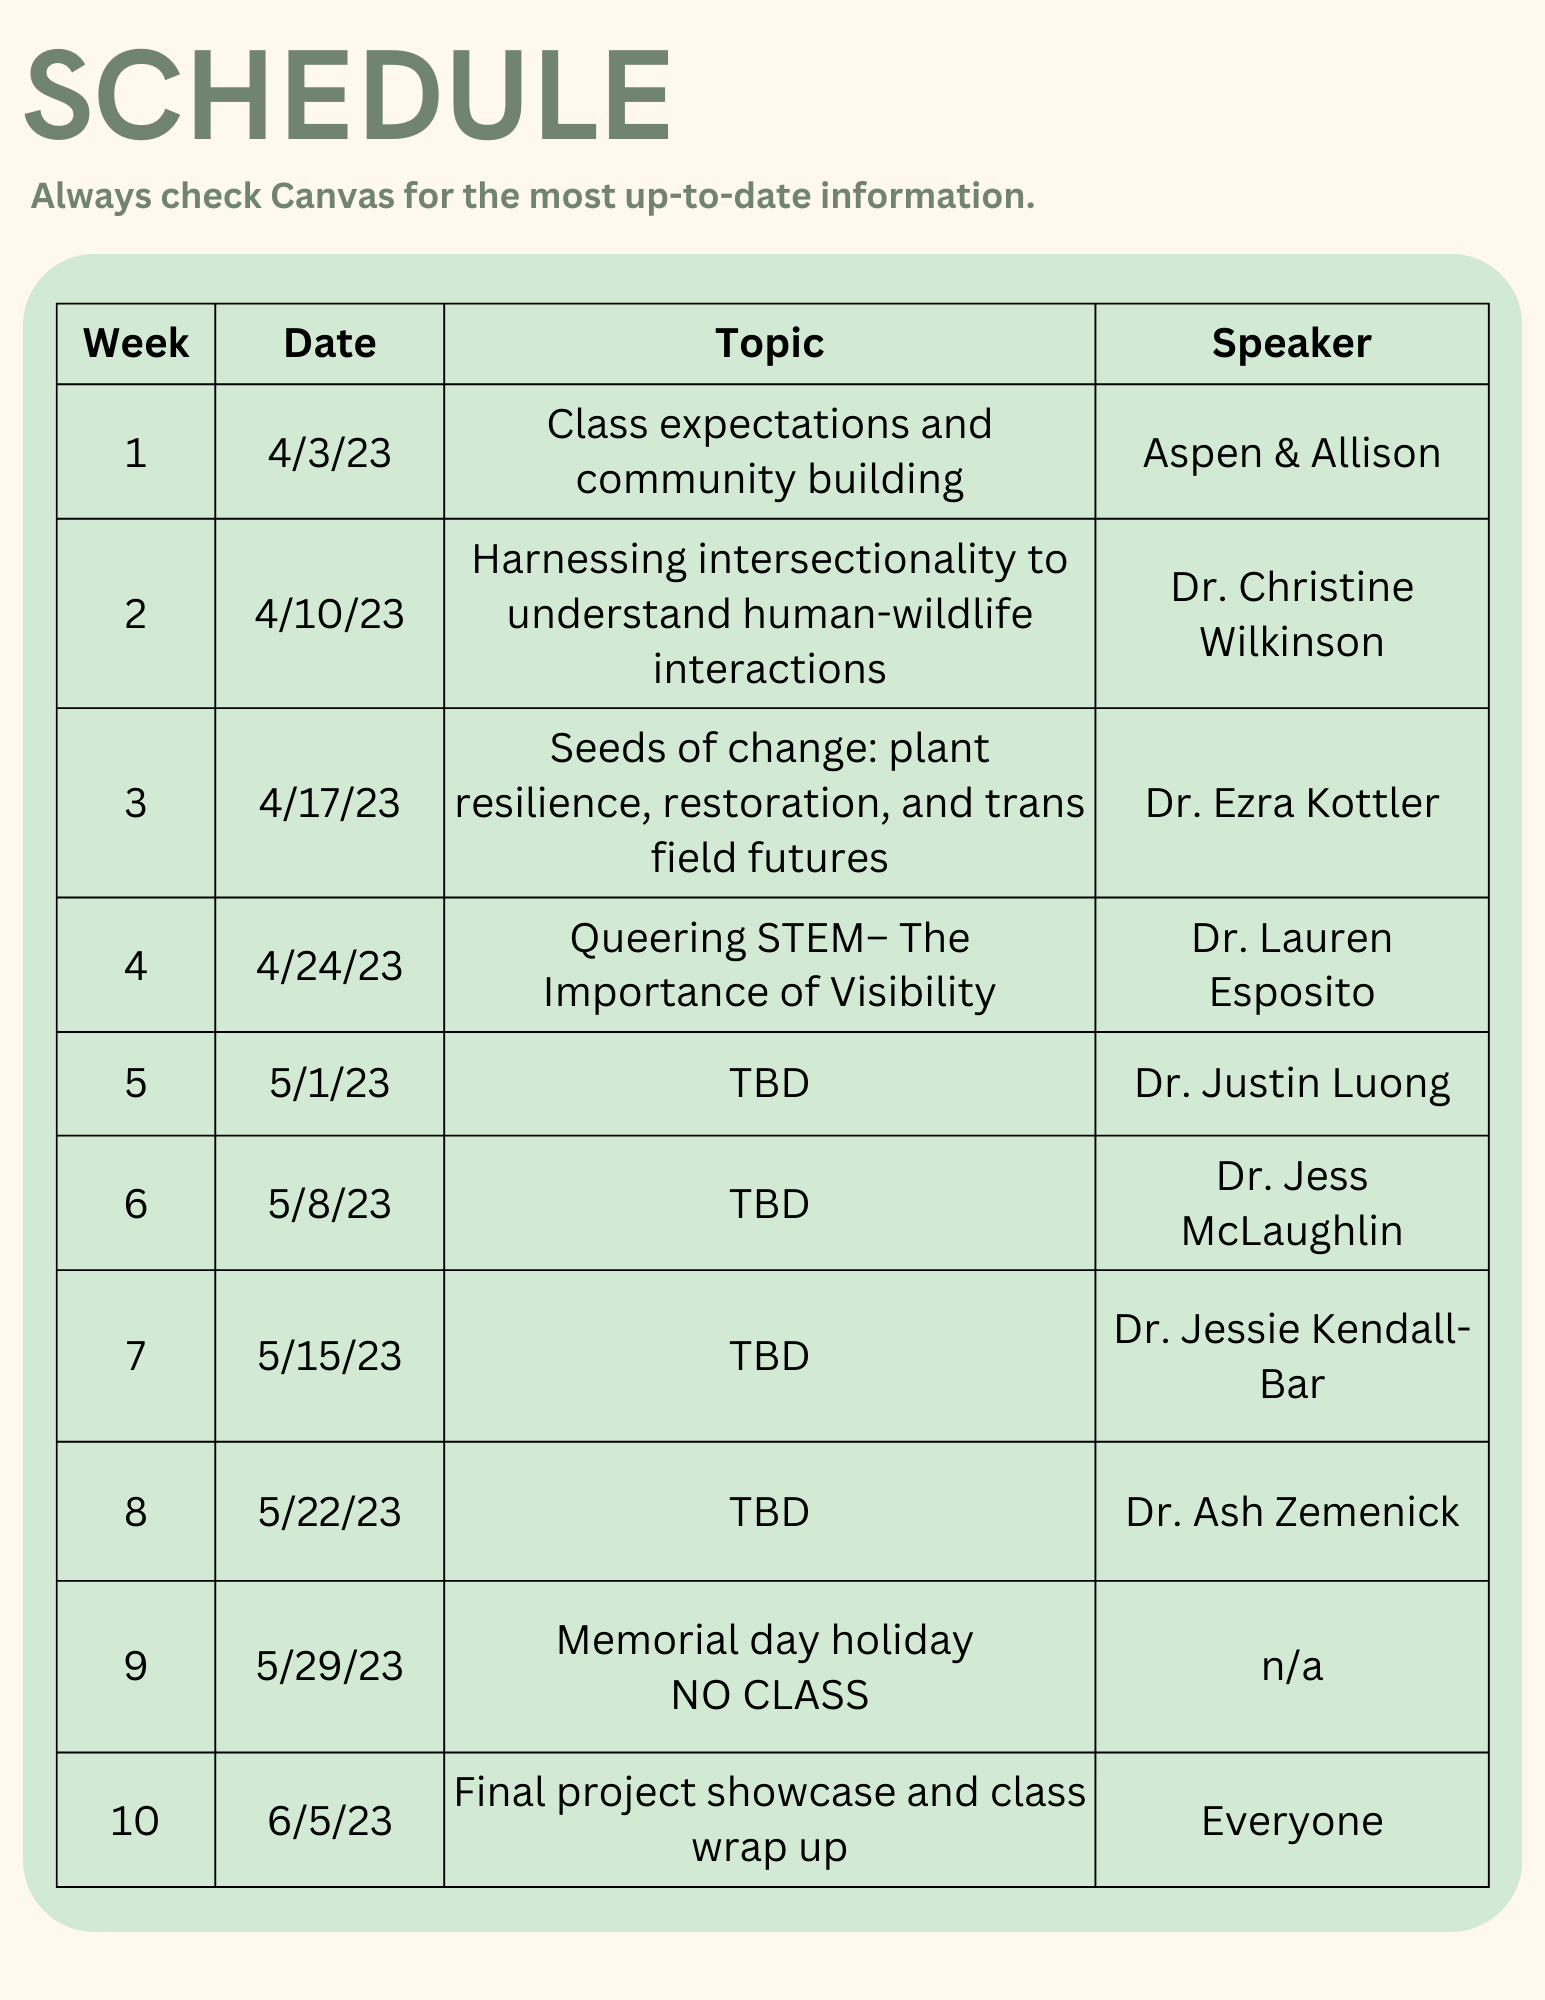 SCHEDULE
Always check Canvas for the most up-to-date information.
Week Date Topic Speaker
1 4/3/23 Class expectations and
community building Aspen & Allison
2 4/10/23 Harnessing intersectionality to
understand human-wildlife
interactions Dr. Christine
Wilkinson
3 4/17/23 Seeds of change: plant
resilience, restoration, and trans
field futures Dr. Ezra Kottler
4 4/24/23 Queering STEM– The
Importance of Visibility Dr. Lauren
Esposito
5 5/1/23 TBD Dr. Justin Luong
6 5/8/23 TBD Dr. Jess
McLaughlin
7 5/15/23 TBD Dr. Jessie Kendall-
Bar
8 5/22/23 TBD Dr. Ash Zemenick
9 5/29/23 Memorial day holiday
NO CLASS n/a
10 6/5/23 Final project showcase and class
wrap up Everyone